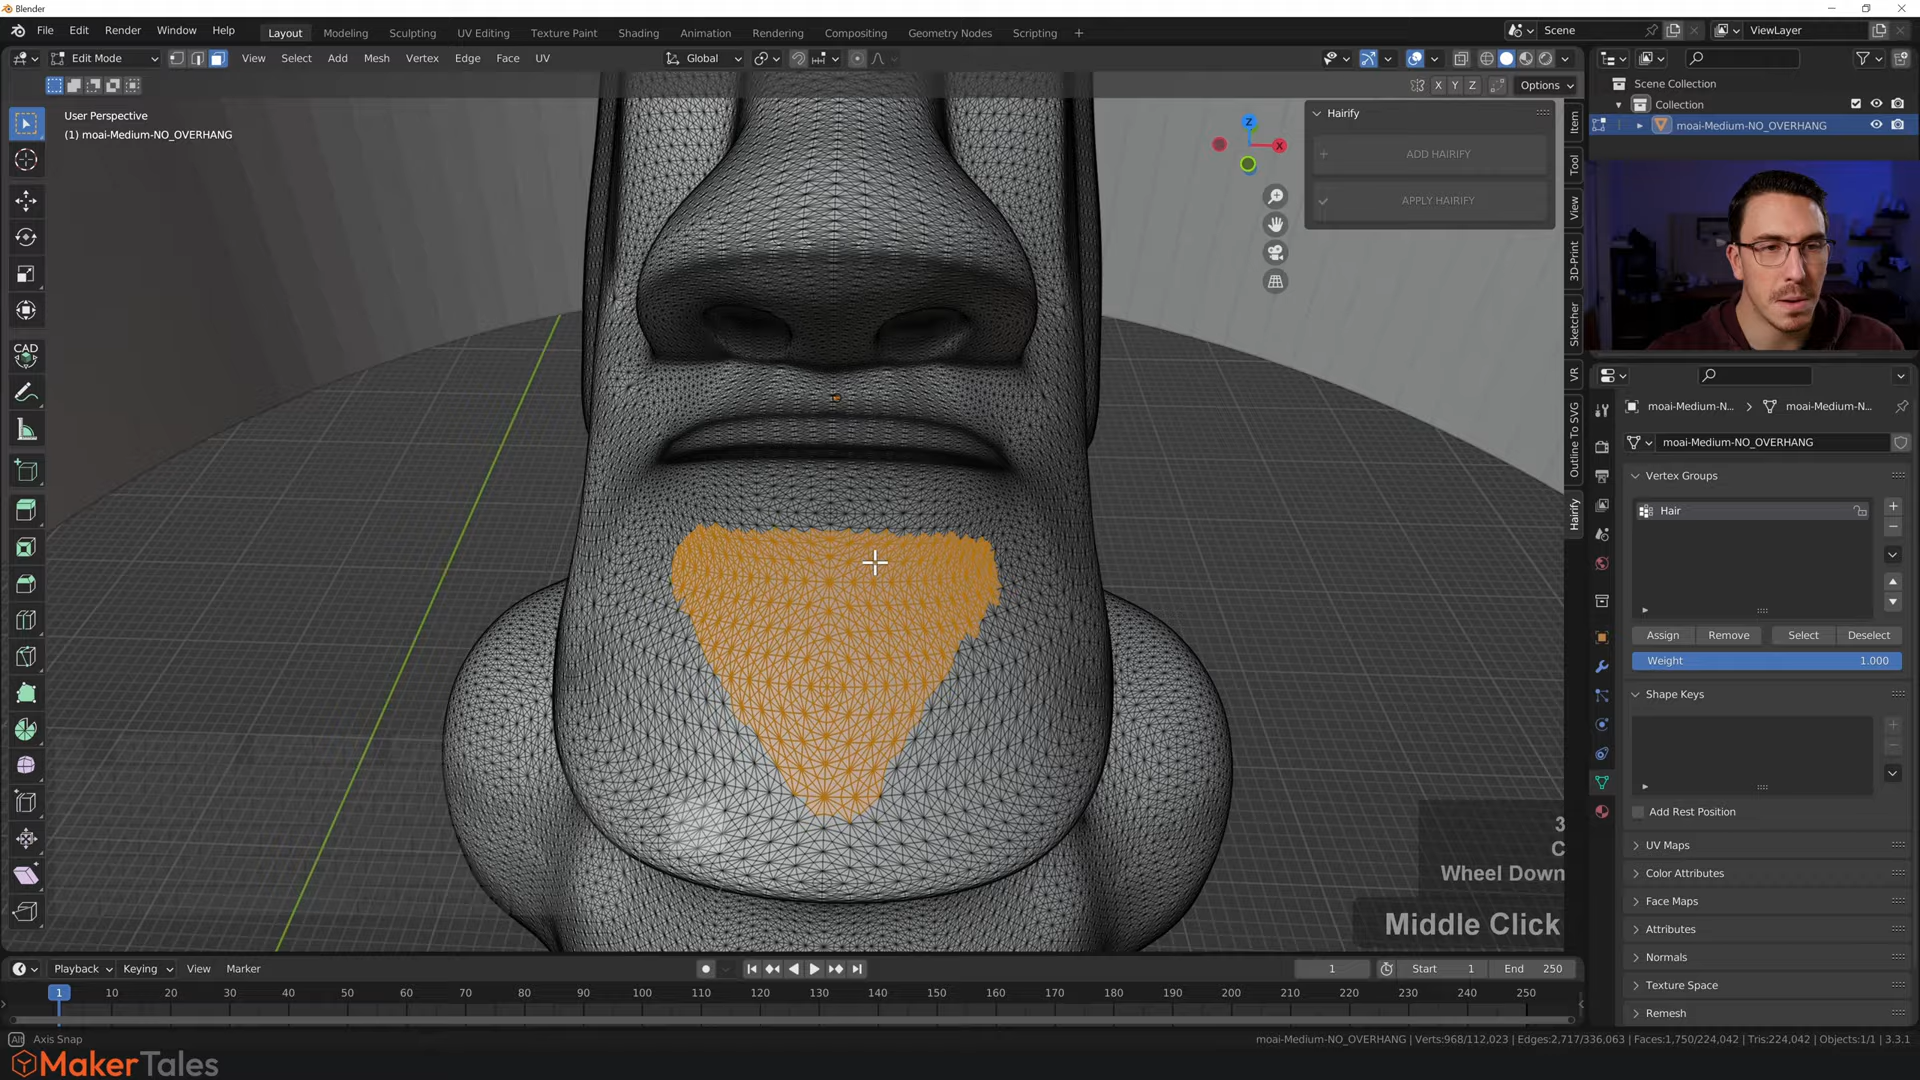 Blender
File Edit Render Window Help Layout Modeling Sculpting UV Editing Texture Paint Shading Animation Rendering Compositing Geometry Nodes Scripting + Scene ViewLayer
Edit Mode View Select Add Mesh Vertex Edge Face UV Global
X Y Z Options
User Perspective
(1) moai-Medium-NO_OVERHANG
Z
X
Hairify
ADD HAIRIFY
APPLY HAIRIFY
Item
Tool
View
3D-Print
Sketcher
VR
Outline To SVG
Hairify
CAD
Scene Collection
Collection
moai-Medium-NO_OVERHANG
moai-Medium-N... moai-Medium-N...
moai-Medium-NO_OVERHANG
Vertex Groups
Hair
Assign Remove Select Deselect
Weight 1.000
Shape Keys
Add Rest Position
UV Maps
Color Attributes
Face Maps
Attributes
Normals
Texture Space
Remesh
3
C
Wheel Down
Middle Click
Playback Keying View Marker 1 Start 1 End 250
1 10 20 30 40 50 60 70 80 90 100 110 120 130 140 150 160 170 180 190 200 210 220 230 240 250
Alt Axis Snap
moai-Medium-NO_OVERHANG | Verts:968/112,023 | Edges:2,717/336,063 | Faces:1,750/224,042 | Tris:224,042 | Objects:1/1 | 3.3.1
MakerTales